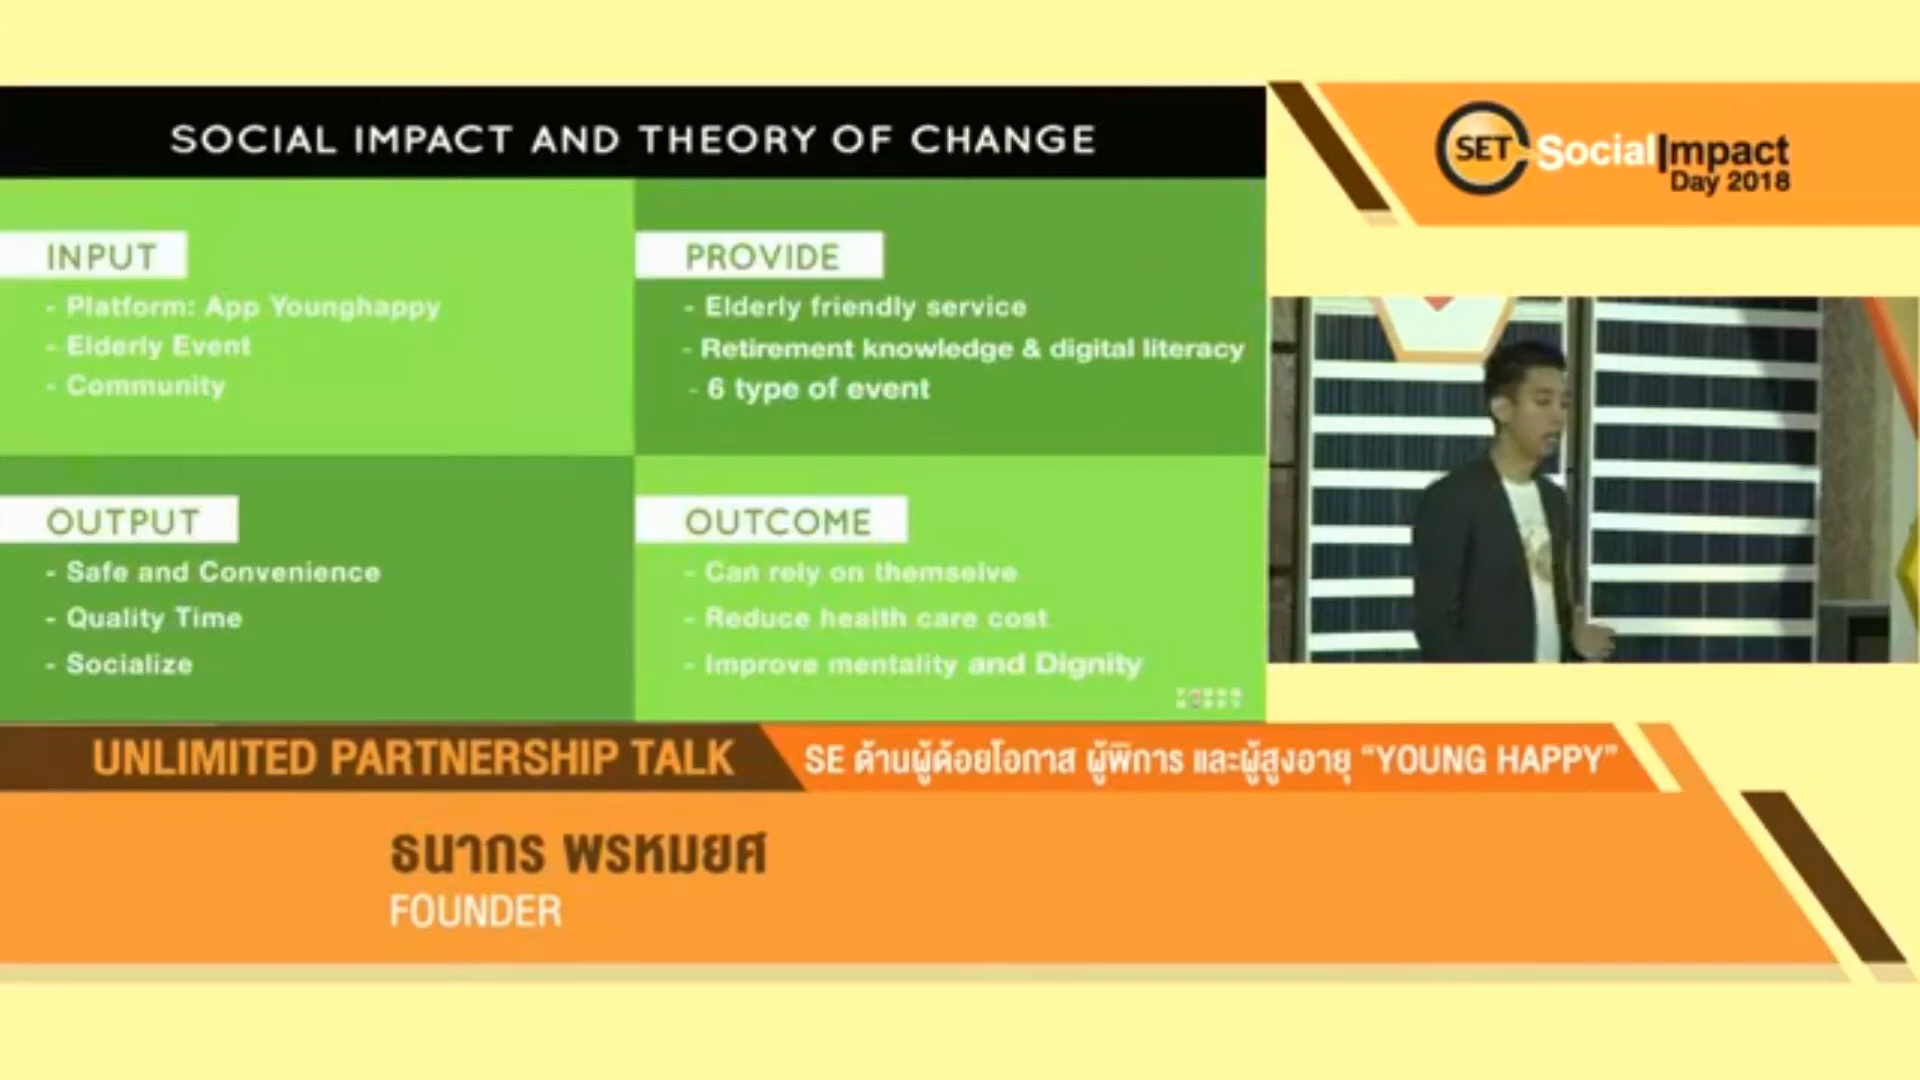 SOCIAL IMPACT AND THEORY OF CHANGE
INPUT
- Platform: App Younghappy
- Elderly Event
- Community
PROVIDE
- Elderly friendly service
- Retirement knowledge & digital literacy
- 6 type of event
OUTPUT
- Safe and Convenience
- Quality Time
- Socialize
OUTCOME
- Can rely on themselve
- Reduce health care cost
- Improve mentality and Dignity
YOUNG
HAPPY
SET Social Impact
Day 2018
UNLIMITED PARTNERSHIP TALK
SE ด้านผู้ด้อยโอกาส ผู้พิการ และผู้สูงอายุ “YOUNG HAPPY”
ธนากร พรหมยศ
FOUNDER